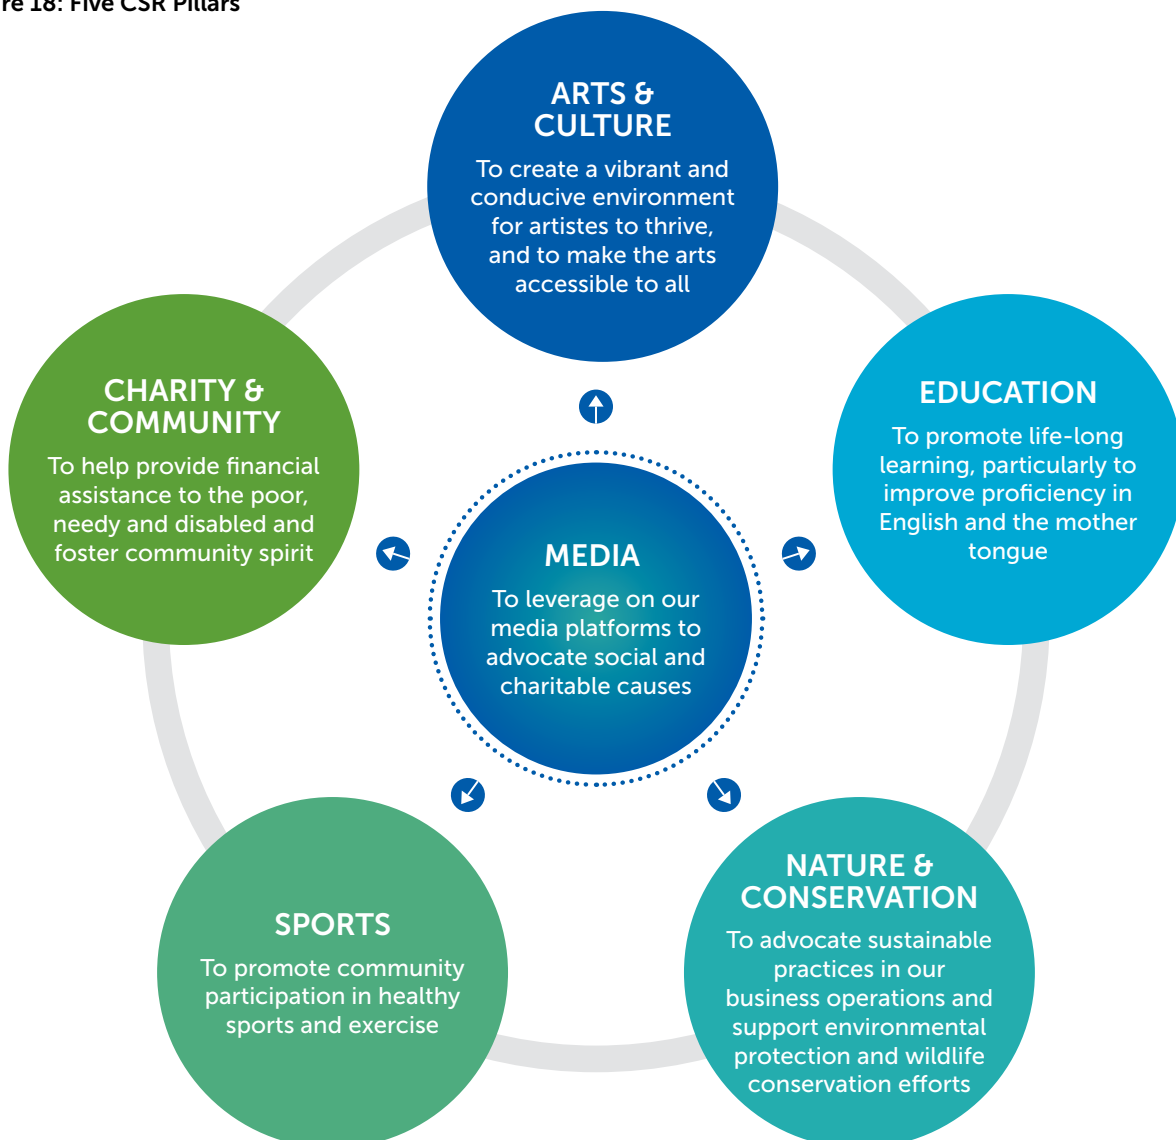 re 18: Five CSR Pillars
ARTS &
CULTURE
To create a vibrant and
conducive environment
for artistes to thrive,
and to make the arts
accessible to all
CHARITY &
COMMUNITY
To help provide financial
assistance to the poor,
needy and disabled and
foster community spirit
EDUCATION
To promote life-long
learning, particularly to
improve proficiency in
English and the mother
tongue
MEDIA
To leverage on our
media platforms to
advocate social and
charitable causes
SPORTS
To promote community
participation in healthy
sports and exercise
NATURE &
CONSERVATION
To advocate sustainable
practices in our
business operations and
support environmental
protection and wildlife
conservation efforts